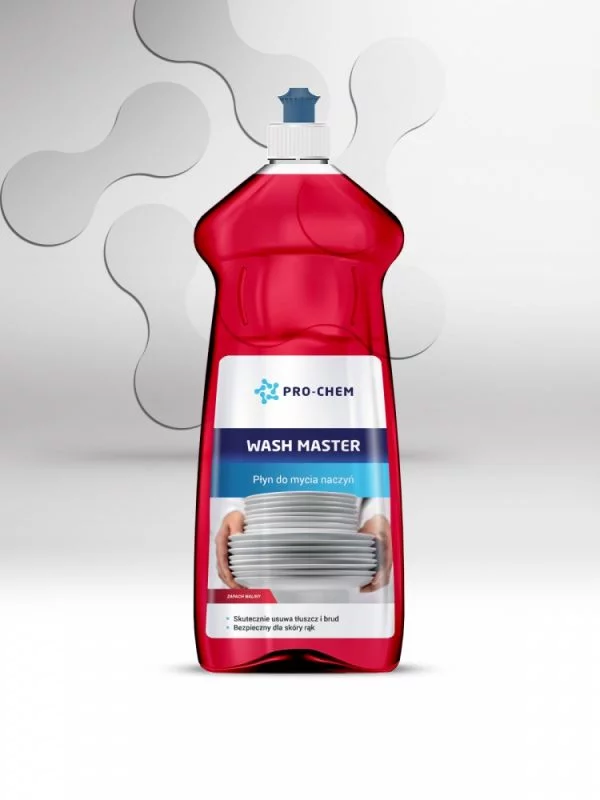 PRO-CHEM
WASH MASTER
Płyn do mycia naczyń
ZAPACH MALINY
Skutecznie usuwa tłuszcz i brud
Bezpieczny dla skóry rąk